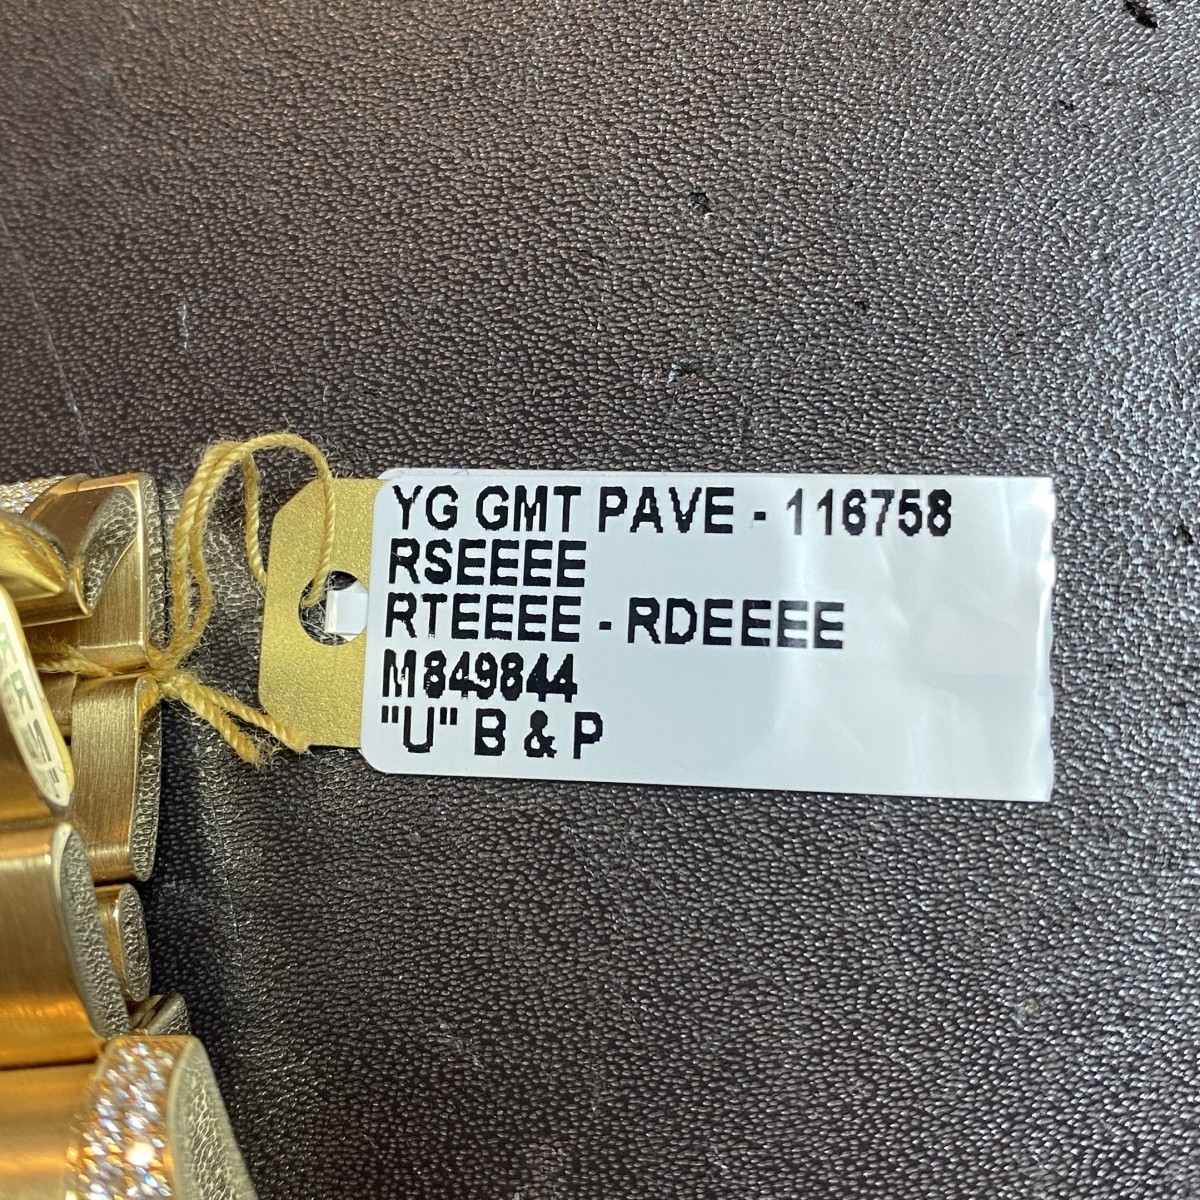 YG GMT PAVE - 116758
RSEEEE
RTEEEE - RDEEEE
M849844
"U" B & P